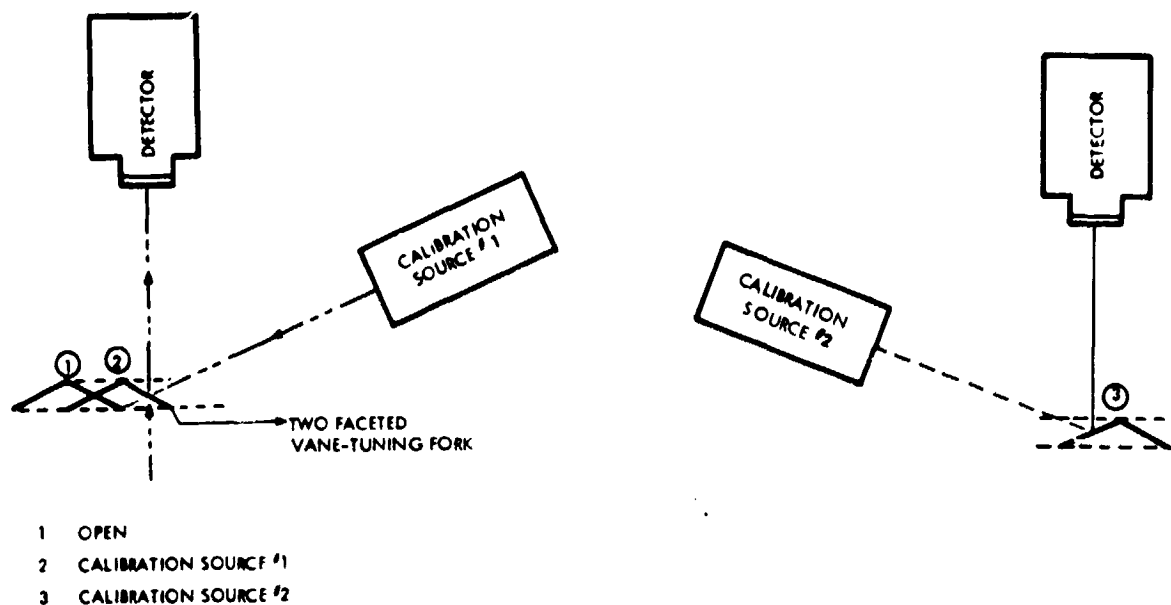 DETECTOR
CALIBRATION
SOURCE #1
1
2
TWO FACETED
VANE-TUNING FORK
DETECTOR
CALIBRATION
SOURCE #2
3
1 OPEN
2 CALIBRATION SOURCE #1
3 CALIBRATION SOURCE #2